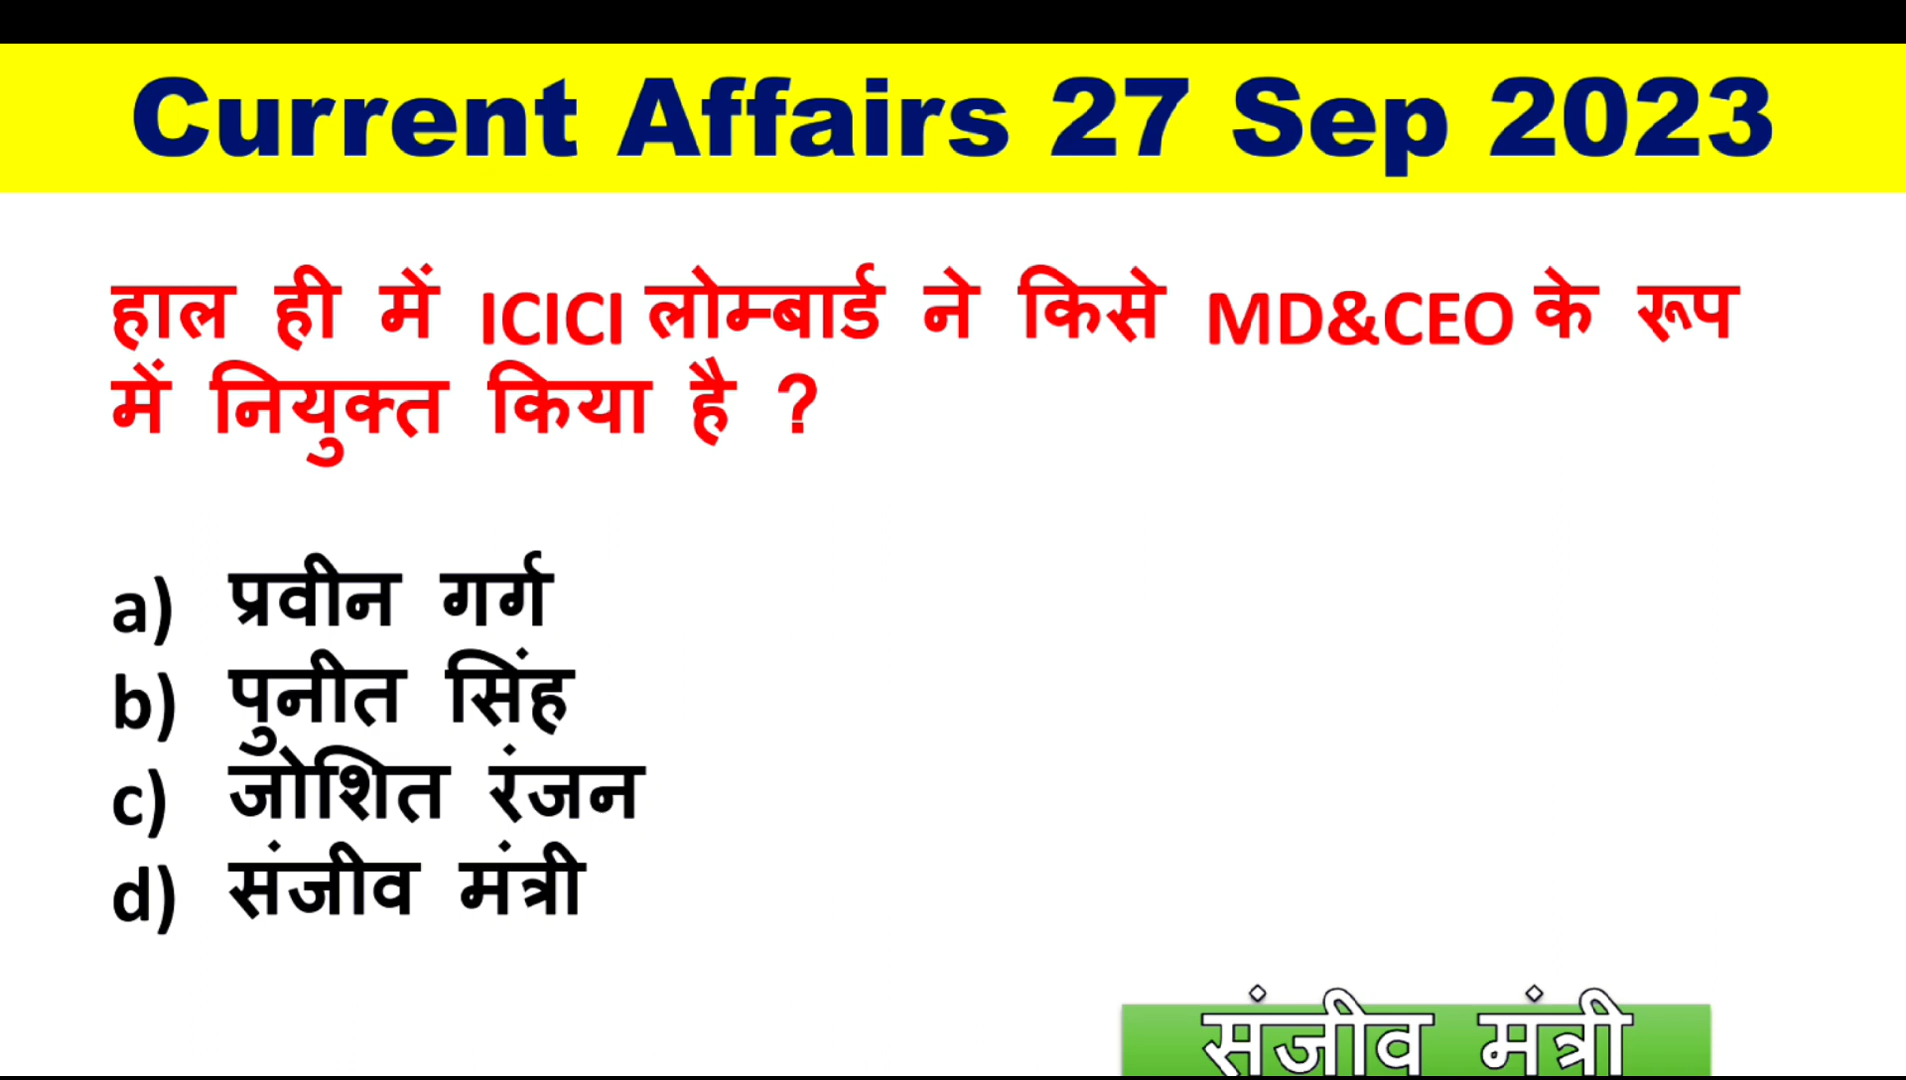 Current Affairs 27 Sep 2023
हाल ही में ICICI लोम्बार्ड ने किसे MD&CEO के रूप
में नियुक्त किया है ?
a) प्रवीन गर्ग
b) पुनीत सिंह
c) जोशित रंजन
d) संजीव मंत्री
संजीव मंत्री